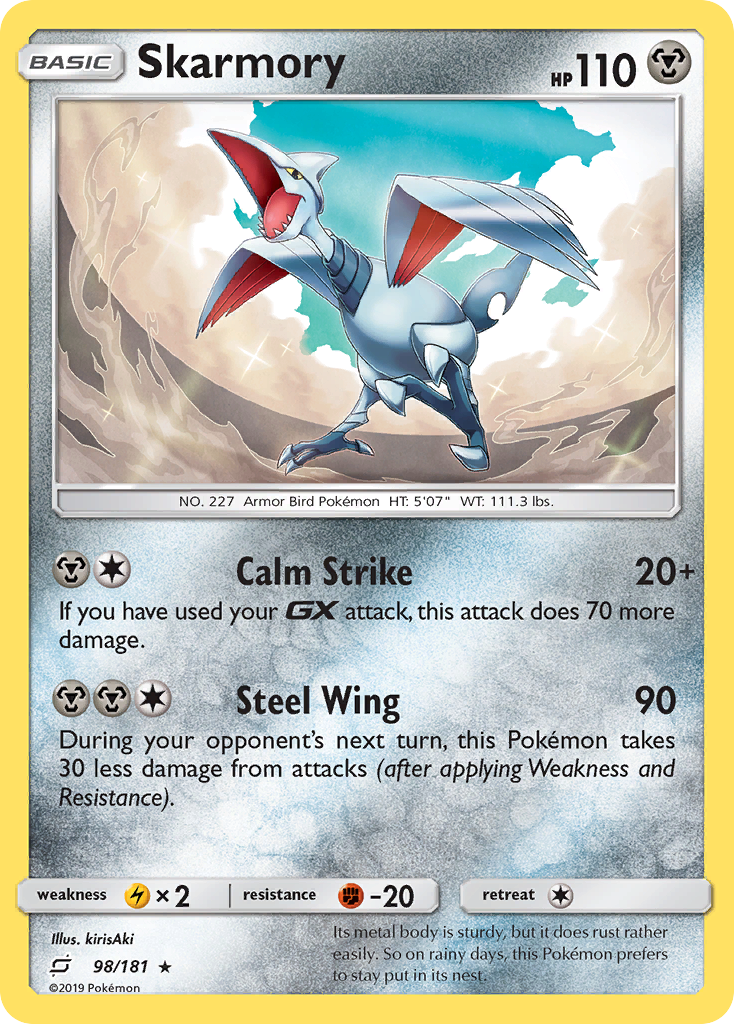 BASIC Skarmory HP110
NO. 227 Armor Bird Pokémon HT: 5'07" WT: 111.3 lbs.
Calm Strike 20+
If you have used your GX attack, this attack does 70 more
damage.
Steel Wing 90
During your opponent's next turn, this Pokémon takes
30 less damage from attacks (after applying Weakness and
Resistance).
weakness ×2 resistance -20 retreat
Illus. kirisAki
98/181 ★
©2019 Pokémon
Its metal body is sturdy, but it does rust rather
easily. So on rainy days, this Pokémon prefers
to stay put in its nest.